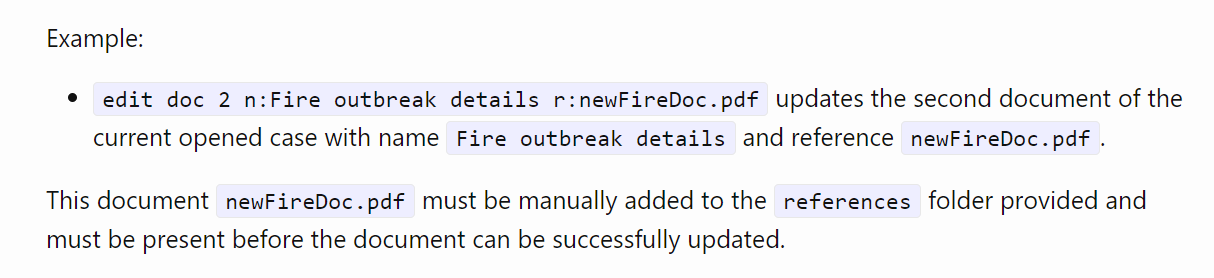 Example:
edit doc 2 n:Fire outbreak details r:newFireDoc.pdf updates the second document of the
current opened case with name Fire outbreak details and reference newFireDoc.pdf.
This document newFireDoc.pdf must be manually added to the references folder provided and
must be present before the document can be successfully updated.